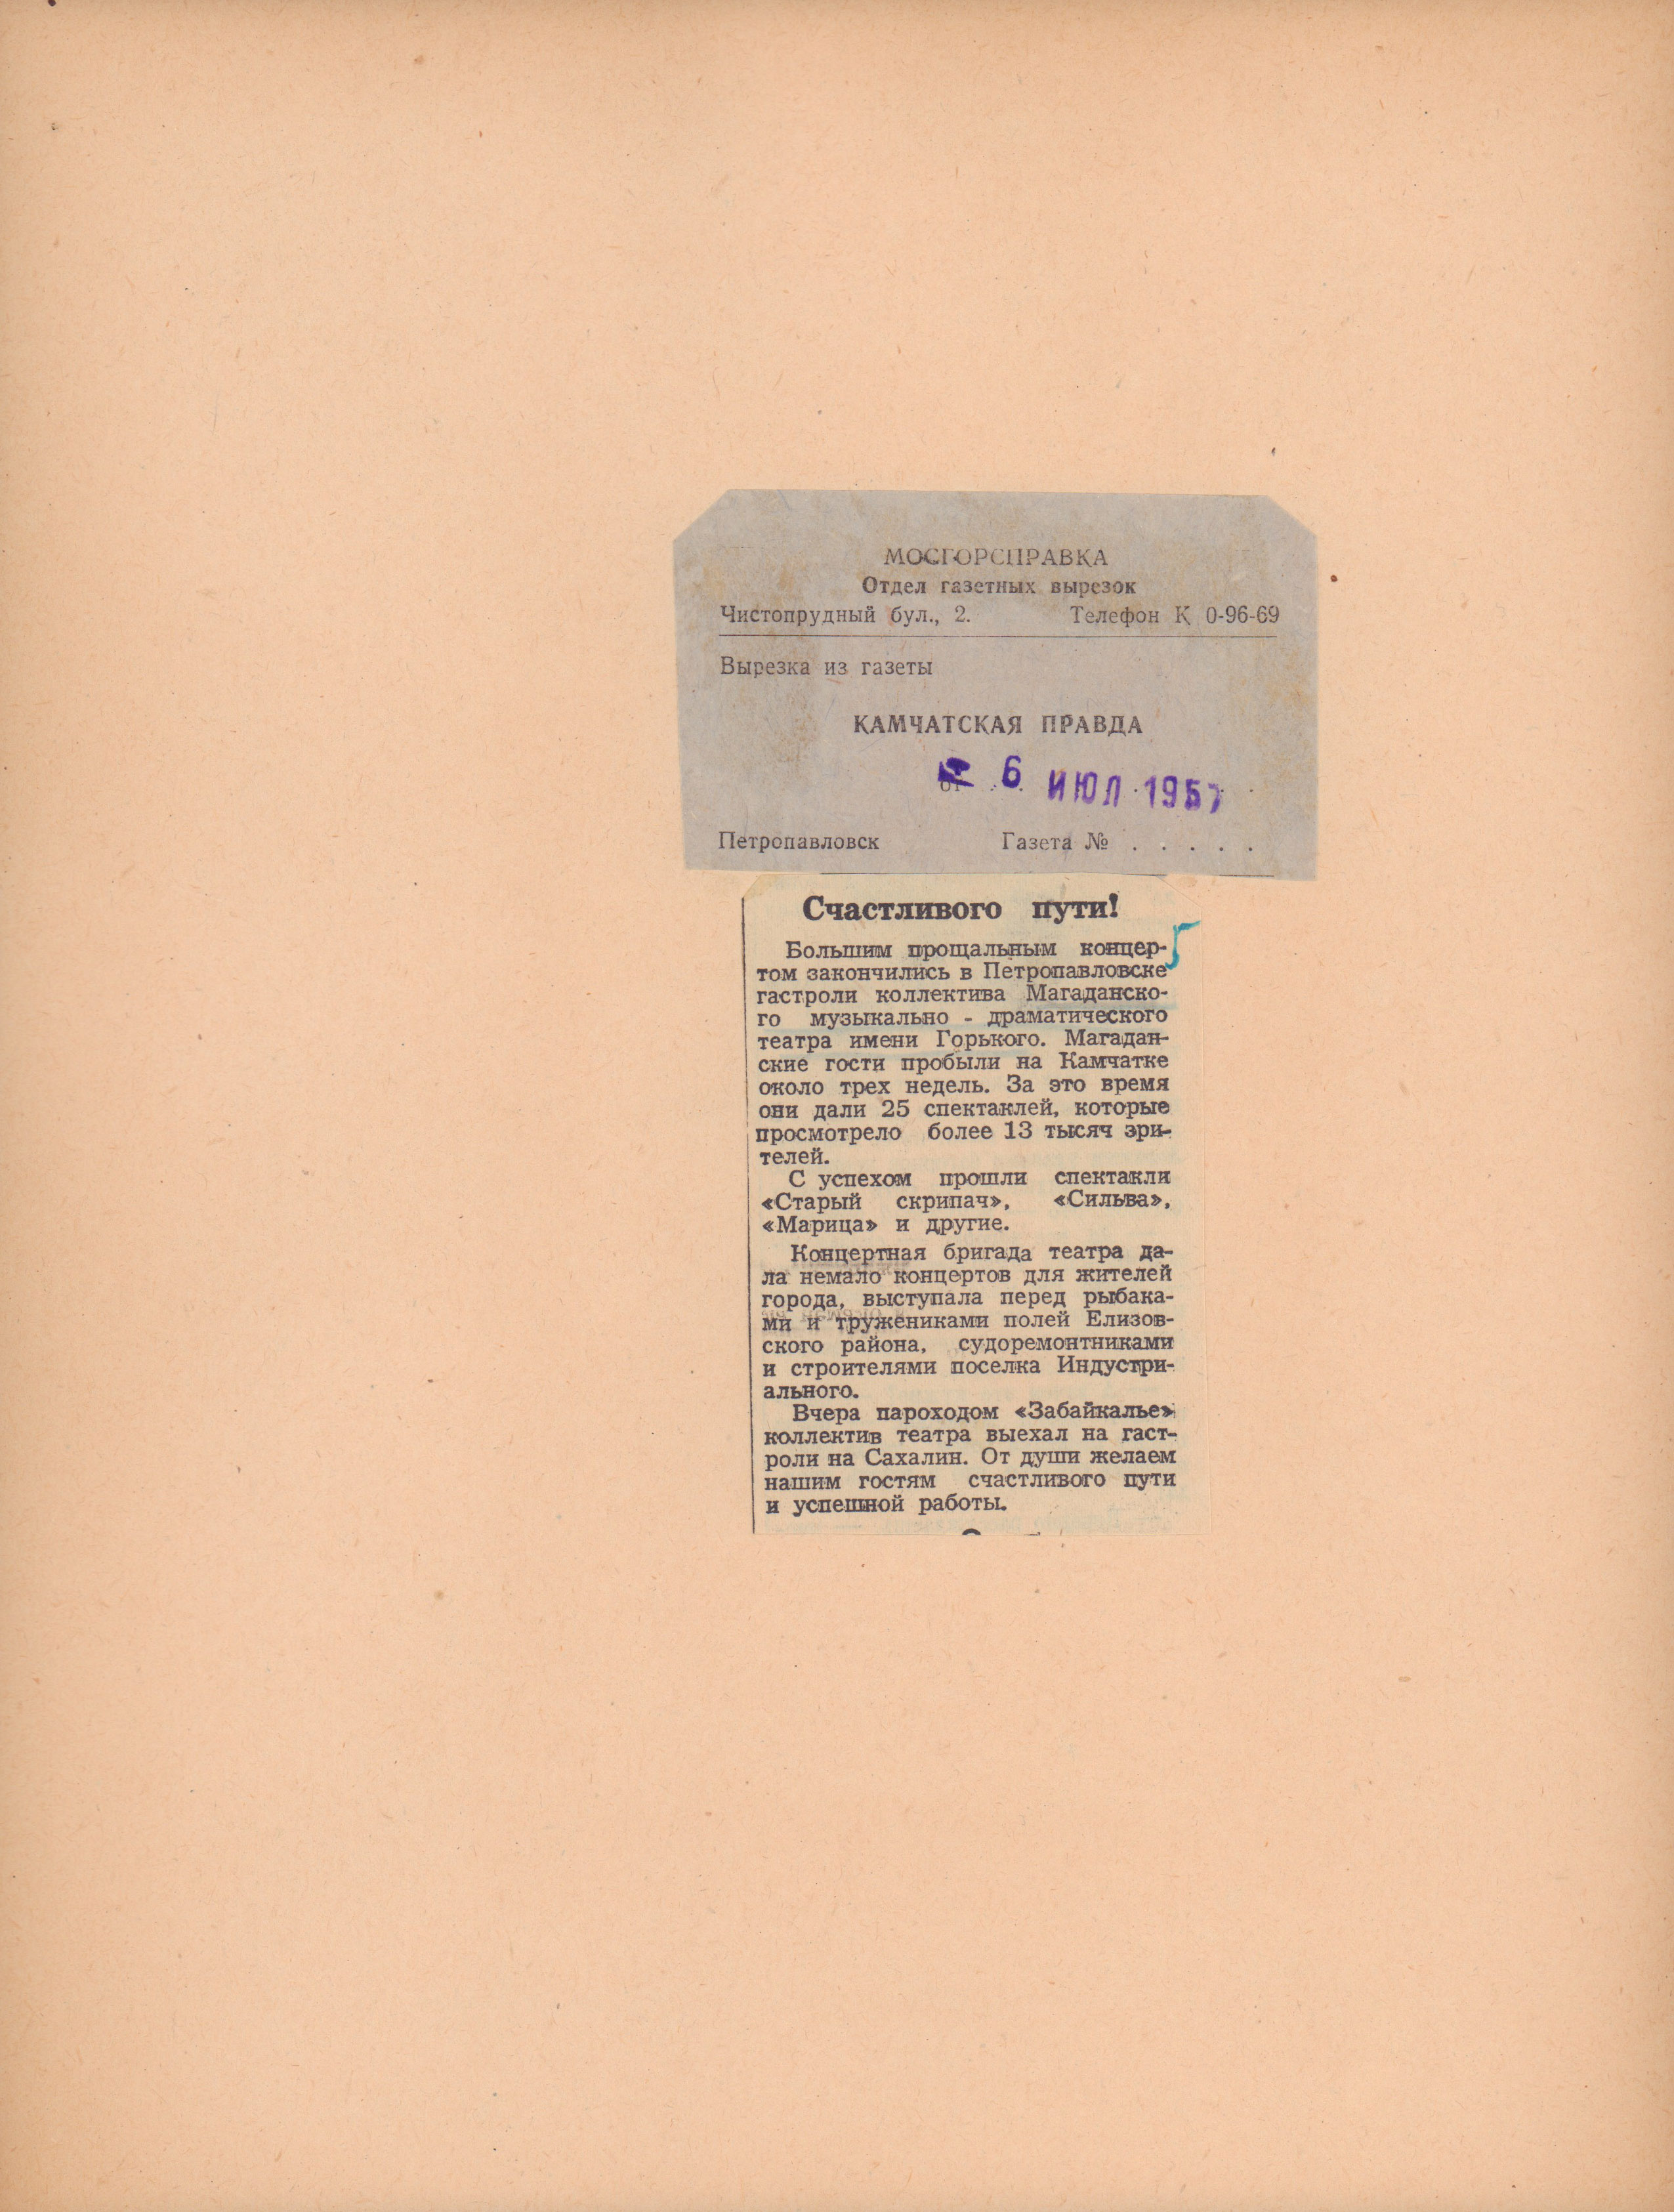 МОСГОРСПРАВКА
Отдел газетных вырезок
Чистопрудный бул., 2. Телефон К 0-96-69
Вырезка из газеты
КАМЧАТСКАЯ ПРАВДА
от . . 6 ИЮЛ 1957
Петропавловск Газета № . . . . .
Счастливого пути!
Большим прощальным концер-
том закончились в Петропавловске
гастроли коллектива Магаданско-
го музыкально - драматического
театра имени Горького. Магадан-
ские гости пробыли на Камчатке
около трех недель. За это время
они дали 25 спектаклей, которые
просмотрело более 13 тысяч зри-
телей.
С успехом прошли спектакли
«Старый скрипач», «Сильва»,
«Марица» и другие.
Концертная бригада театра да-
ла немало концертов для жителей
города, выступала перед рыбака-
ми и тружениками полей Елизов-
ского района, судоремонтниками
и строителями поселка Индустри-
ального.
Вчера пароходом «Забайкалье»
коллектив театра выехал на гаст-
роли на Сахалин. От души желаем
нашим гостям счастливого пути
и успешной работы.